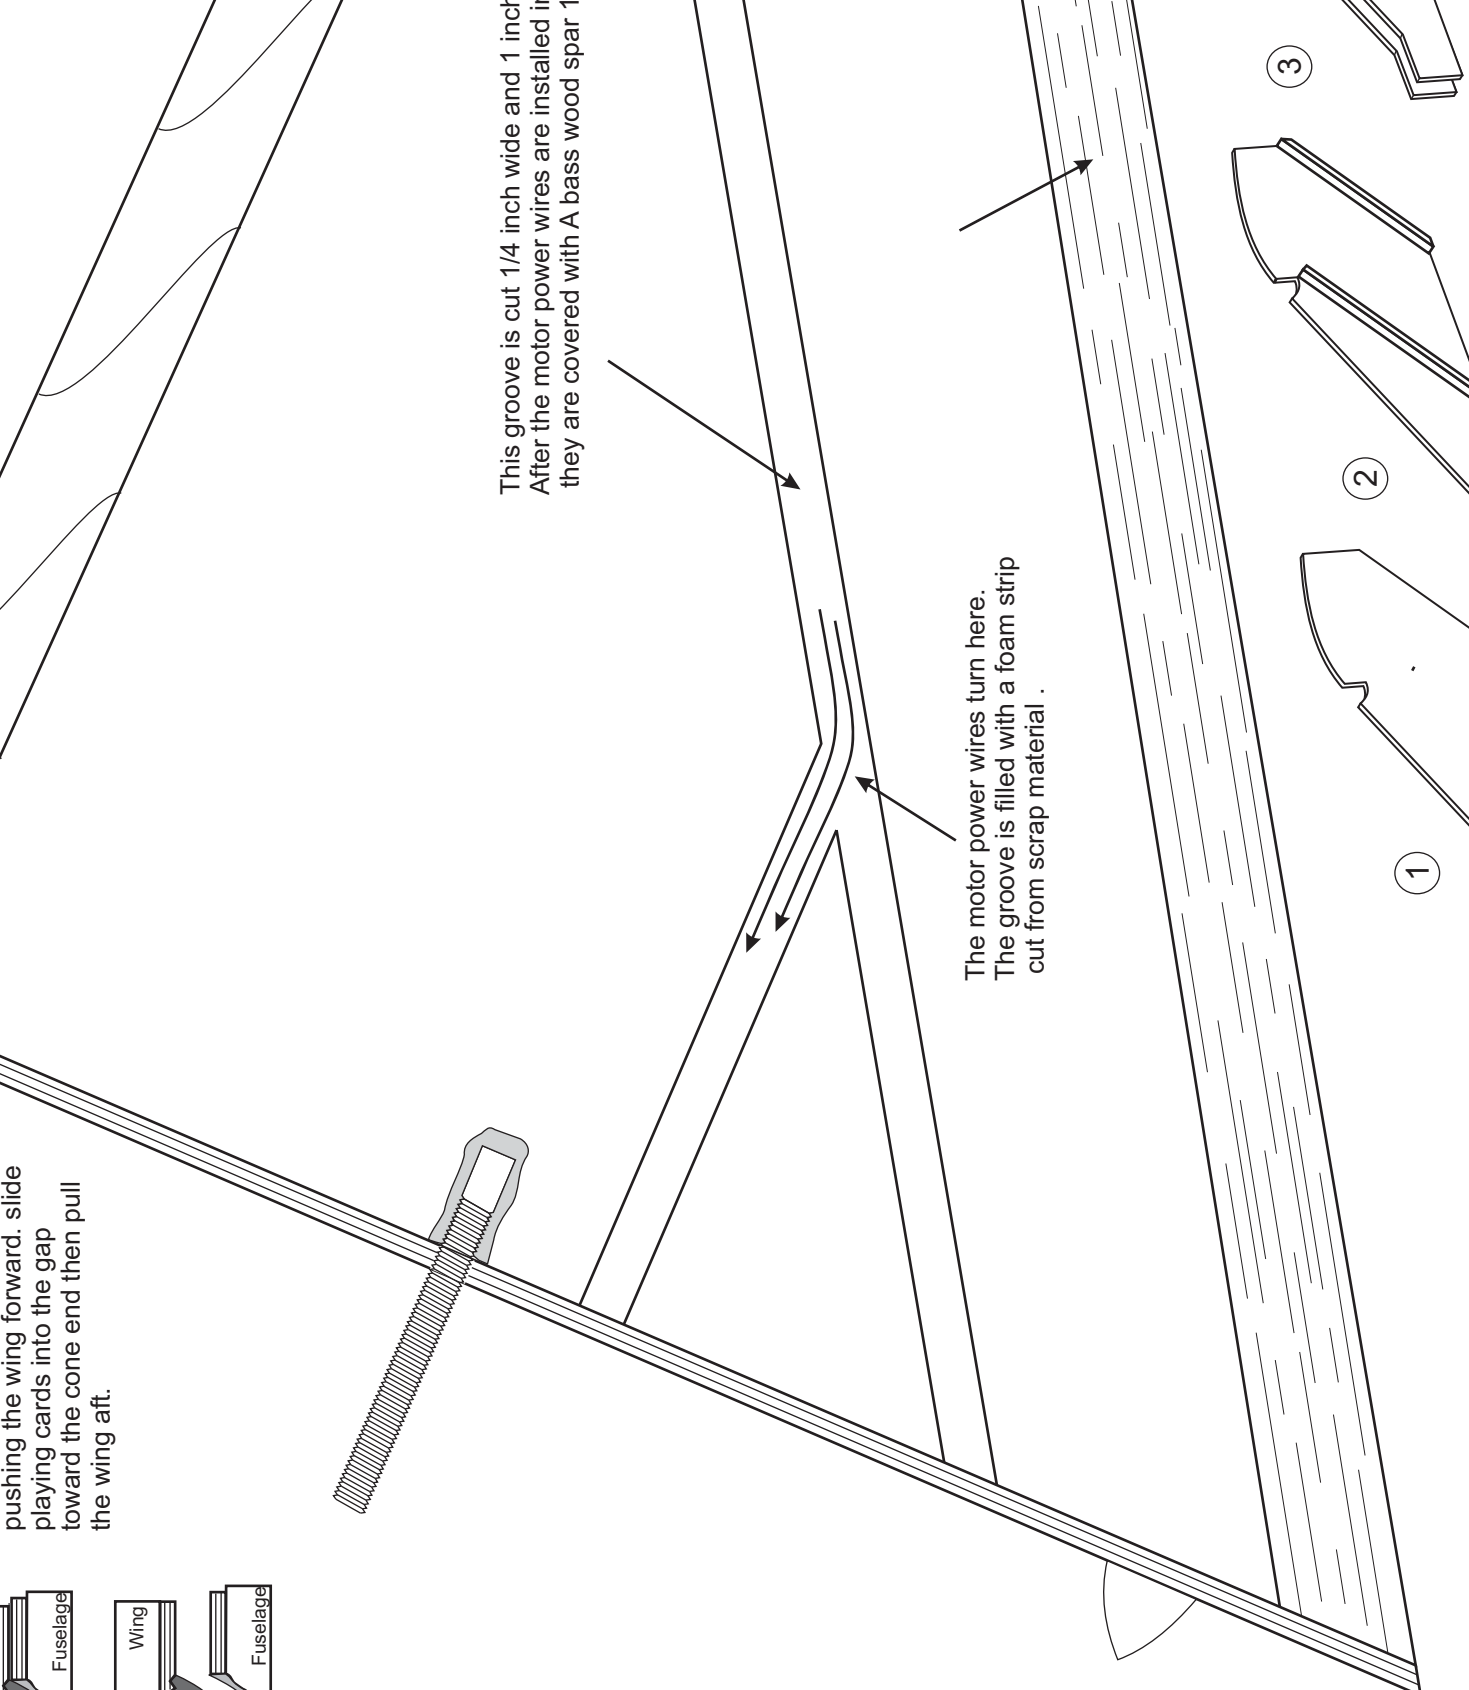 pushing the wing forward. slide
playing cards into the gap
toward the cone end then pull
the wing aft.
Fuselage
Wing
Fuselage
This groove is cut 1/4 inch wide and 1 inch
After the motor power wires are installed in
they are covered with A bass wood spar 1
The motor power wires turn here.
The groove is filled with a foam strip
cut from scrap material .
1
2
3